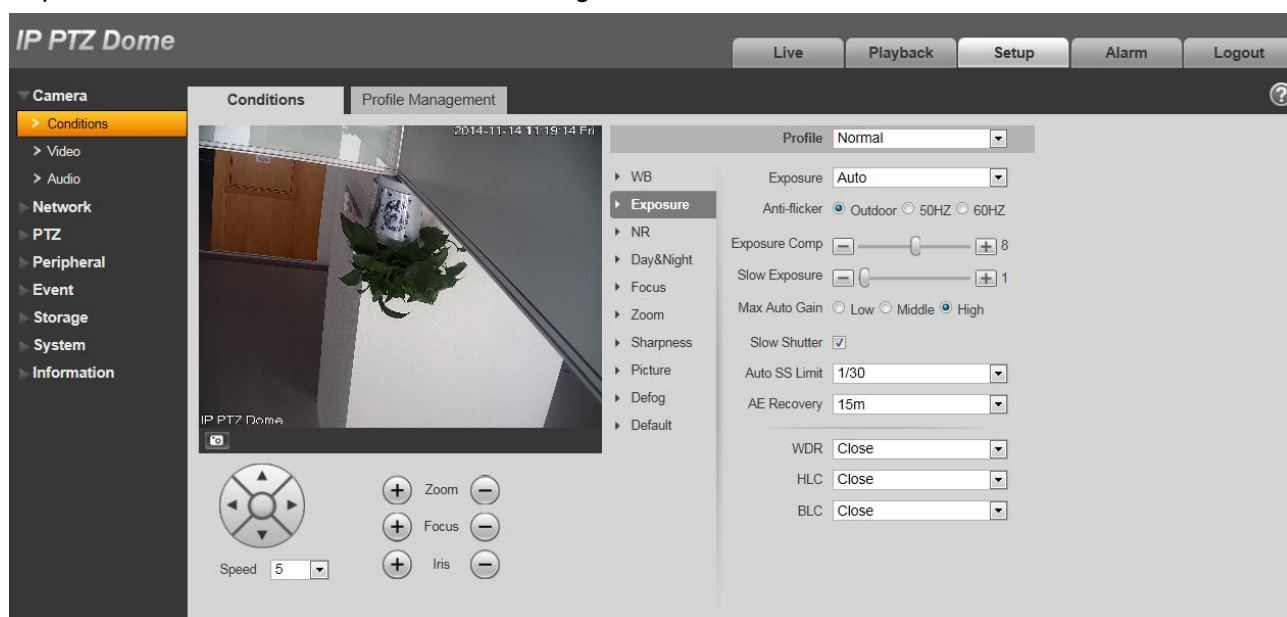 IP PTZ Dome
Live Playback Setup Alarm Logout
Camera
Conditions
Video
Audio
Network
PTZ
Peripheral
Event
Storage
System
Information
Conditions Profile Management
2014-11-14 11:19:14 Fri
IP PTZ Dome
Zoom
Focus
Iris
Speed 5
WB
Exposure
NR
Day&Night
Focus
Zoom
Sharpness
Picture
Defog
Default
Profile Normal
Exposure Auto
Anti-flicker Outdoor 50HZ 60HZ
Exposure Comp 8
Slow Exposure 1
Max Auto Gain Low Middle High
Slow Shutter
Auto SS Limit 1/30
AE Recovery 15m
WDR Close
HLC Close
BLC Close